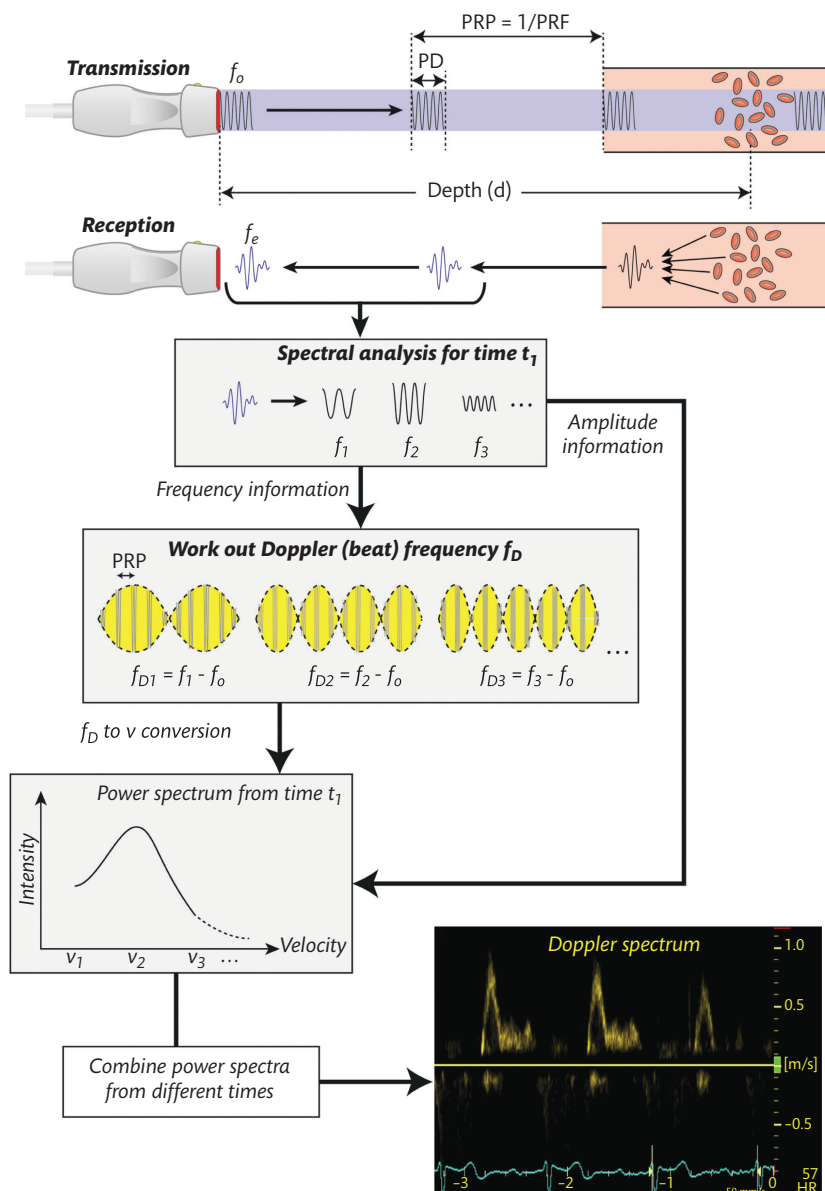 PRP = 1/PRF
Transmission
fo
PD
Depth (d)
Reception
fe
Spectral analysis for time t1
...
f1 f2 f3
Amplitude
information
Frequency information
Work out Doppler (beat) frequency fD
PRP
...
fD1 = f1 - fo fD2 = f2 - fo fD3 = f3 - fo
fD to v conversion
Power spectrum from time t1
Intensity
Velocity
v1 v2 v3 ...
Doppler spectrum
1.0
0.5
[m/s]
-0.5
Combine power spectra
from different times
57
-3 -2 -1 0
HR